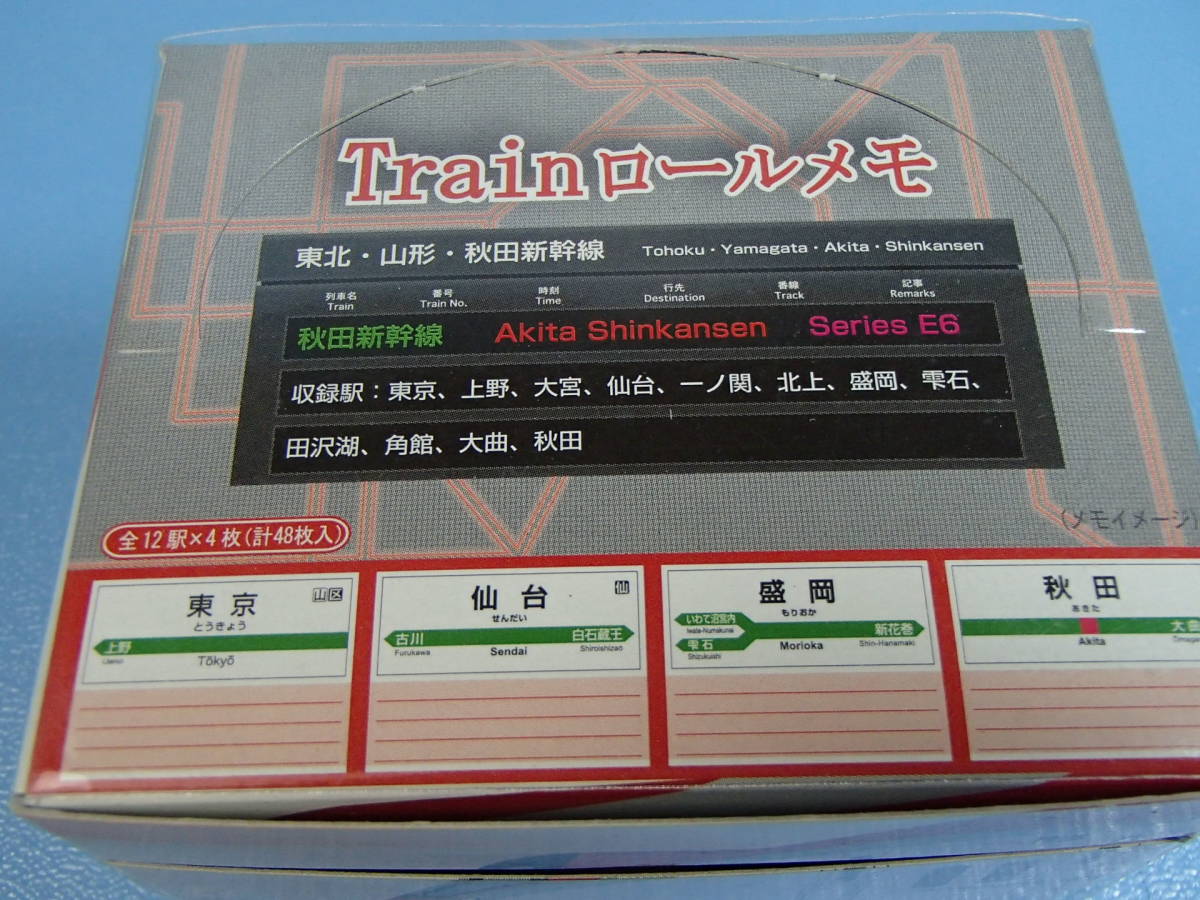 Trainロールメモ
東北・山形・秋田新幹線 Tohoku・Yamagata・Akita・Shinkansen
列車名 番号 時刻 行先 番線 記事
Train Train No. Time Destination Track Remarks
秋田新幹線 Akita Shinkansen Series E6
収録駅：東京、上野、大宮、仙台、一ノ関、北上、盛岡、雫石、
田沢湖、角館、大曲、秋田
(メモイメージ)
全12駅×4枚(計48枚入)
東京 山 区
とうきょう
上野
Ueno Tōkyō
仙台 仙
せんだい
古川 白石蔵王
Furukawa Sendai Shiroishizaō
盛岡
もりおか
いわて沼宮内
Iwate-Numakunai
雫石 新花巻
Shizukuishi Morioka Shin-Hanamaki
秋田
あきた
大曲
Akita